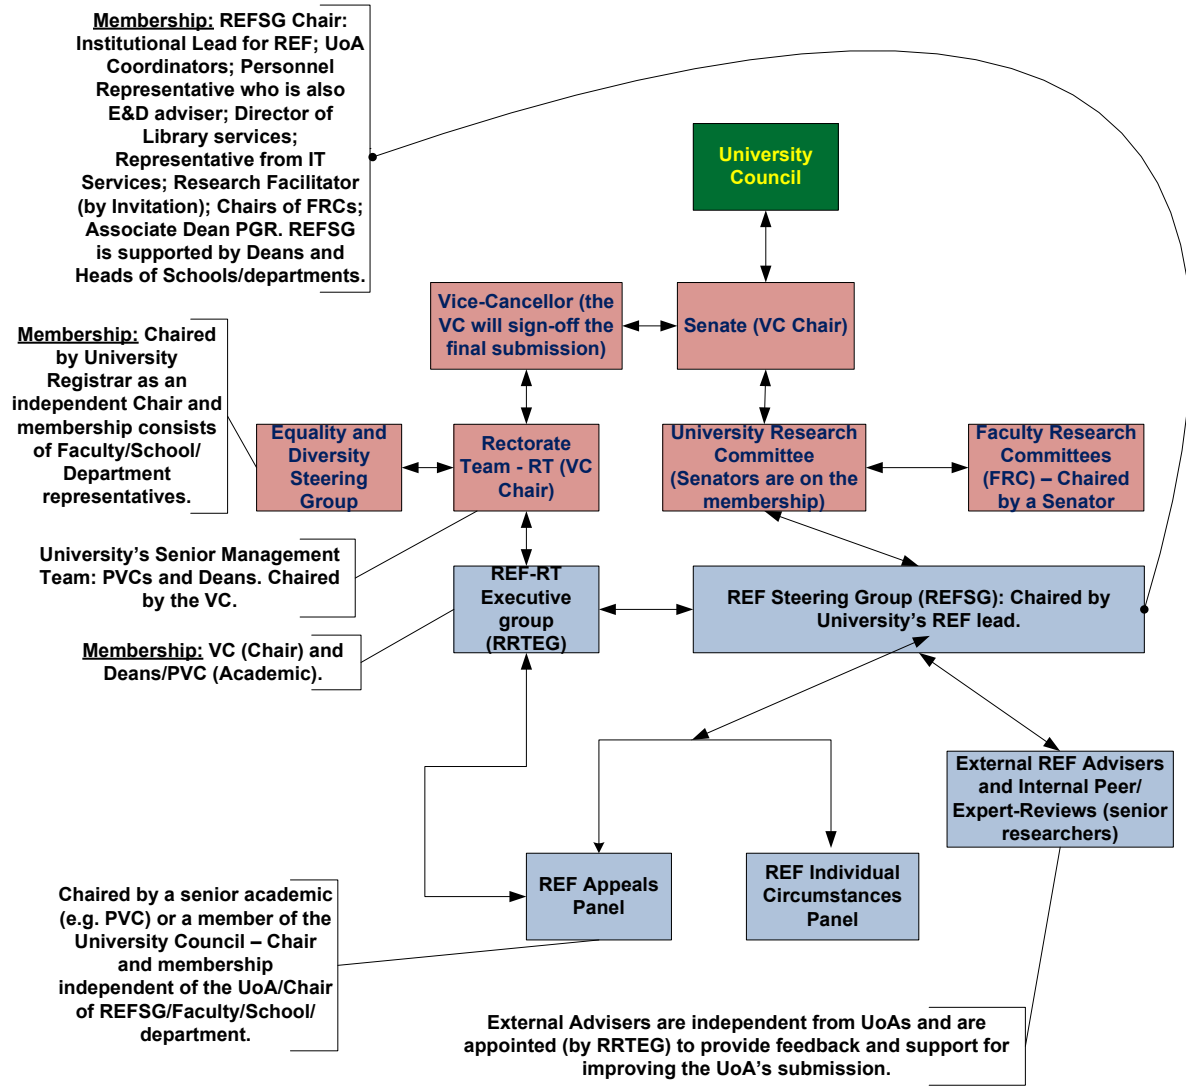 Membership: REFSG Chair:
Institutional Lead for REF; UoA
Coordinators; Personnel
Representative who is also
E&D adviser; Director of
Library services;
Representative from IT
Services; Research Facilitator
(by Invitation); Chairs of FRCs;
Associate Dean PGR. REFSG
is supported by Deans and
Heads of Schools/departments.
University
Council
Vice-Cancellor (the
VC will sign-off the
final submission)
Senate (VC Chair)
Membership: Chaired
by University
Registrar as an
independent Chair and
membership consists
of Faculty/School/
Department
representatives.
Equality and
Diversity
Steering
Group
Rectorate
Team - RT (VC
Chair)
University Research
Committee
(Senators are on the
membership)
Faculty Research
Committees
(FRC) – Chaired
by a Senator
University's Senior Management
Team: PVCs and Deans. Chaired
by the VC.
REF-RT
Executive
group
(RRTEG)
REF Steering Group (REFSG): Chaired by
University's REF lead.
Membership: VC (Chair) and
Deans/PVC (Academic).
External REF Advisers
and Internal Peer/
Expert-Reviews (senior
researchers)
REF Appeals
Panel
REF Individual
Circumstances
Panel
Chaired by a senior academic
(e.g. PVC) or a member of the
University Council – Chair
and membership
independent of the UoA/Chair
of REFSG/Faculty/School/
department.
External Advisers are independent from UoAs and are
appointed (by RRTEG) to provide feedback and support for
improving the UoA's submission.